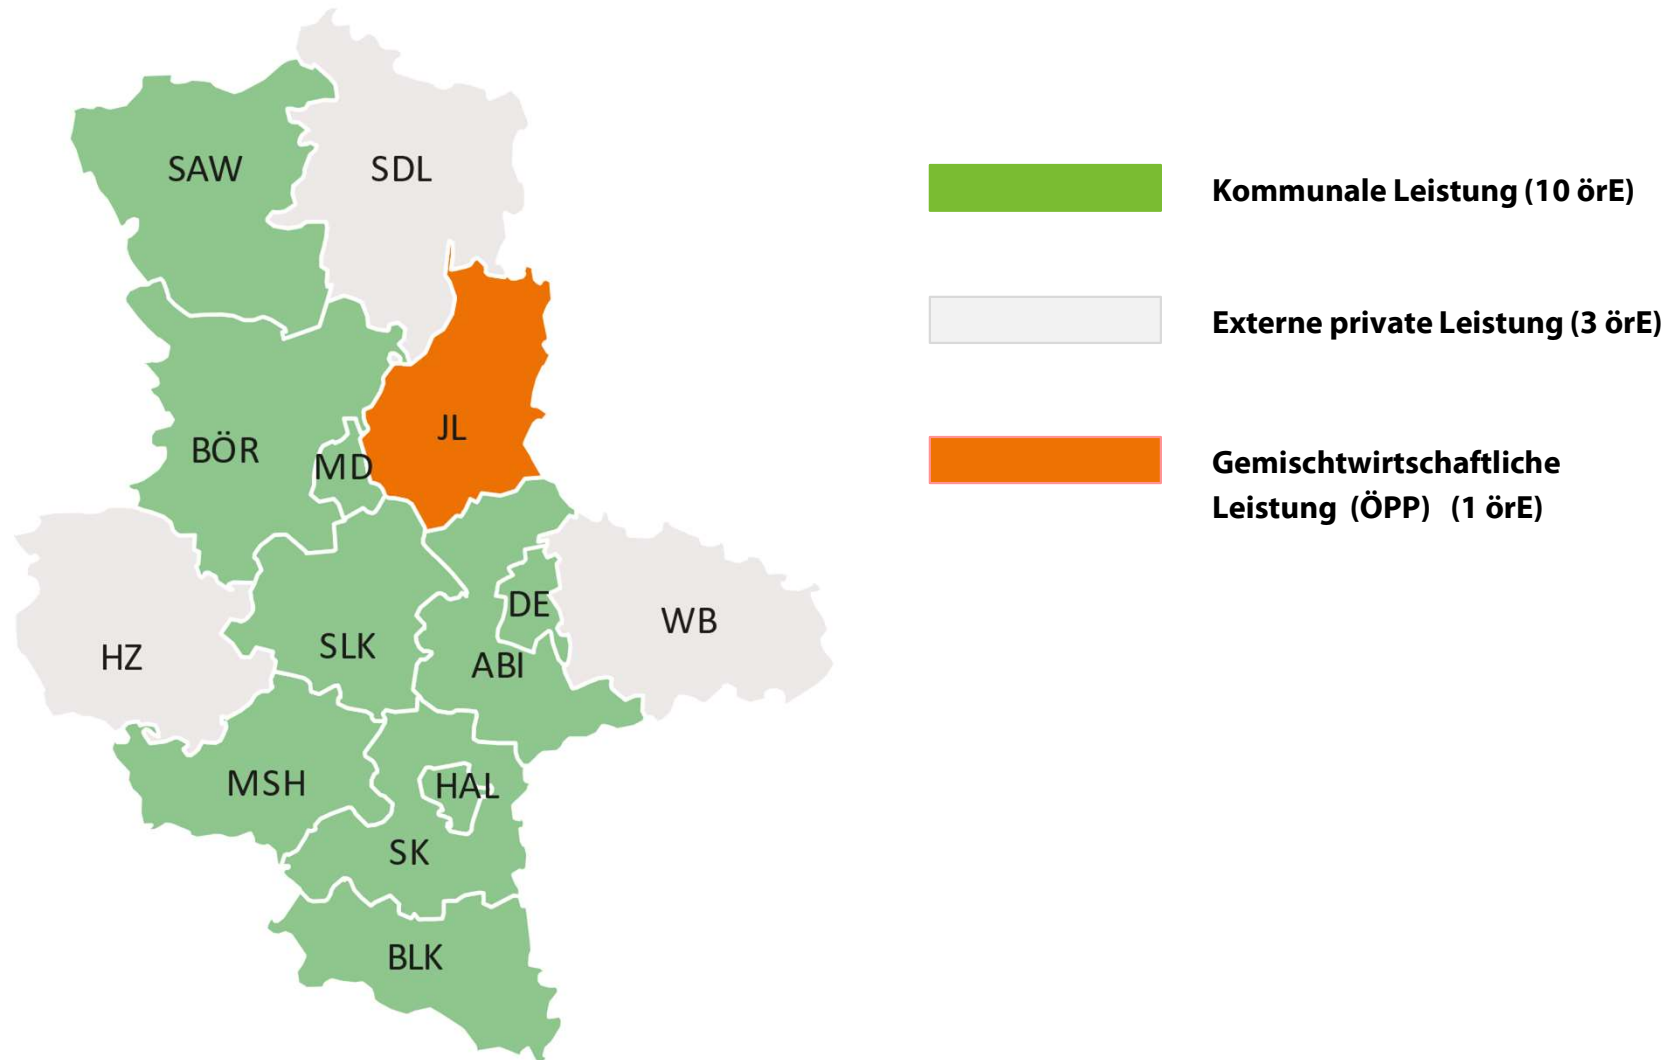 SAW
SDL
JL
BÖR
MD
DE
WB
HZ
SLK
ABI
MSH
HAL
SK
BLK
Kommunale Leistung (10 örE)
Externe private Leistung (3 örE)
Gemischtwirtschaftliche
Leistung (ÖPP) (1 örE)